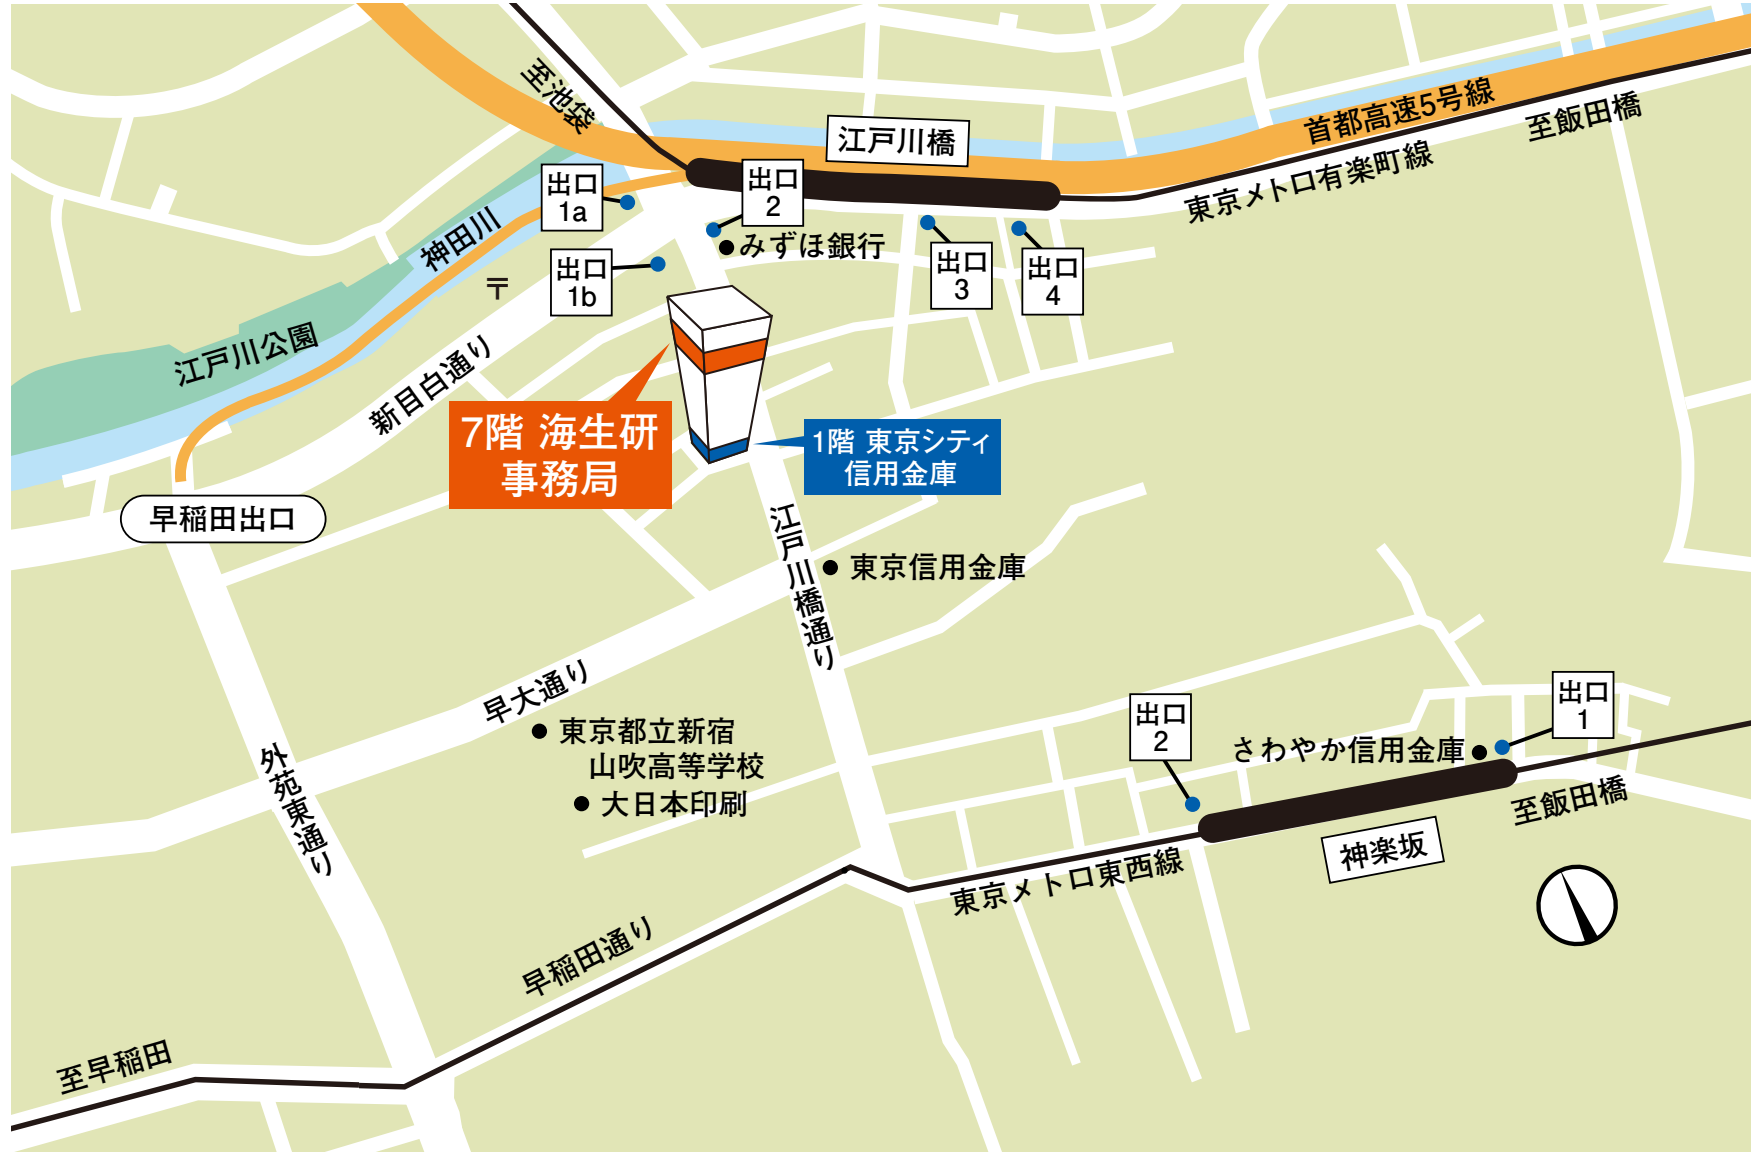 至池袋
江戸川橋
首都高速5号線
至飯田橋
東京メトロ有楽町線
出口
1a
出口
2
みずほ銀行
出口
1b
出口
3
出口
4
神田川
〒
江戸川公園
新目白通り
7階 海生研
事務局
1階 東京シティ
信用金庫
早稲田出口
江戸川橋通り
東京信用金庫
早大通り
東京都立新宿
山吹高等学校
大日本印刷
外苑東通り
出口
2
出口
1
さわやか信用金庫
至飯田橋
神楽坂
東京メトロ東西線
早稲田通り
至早稲田